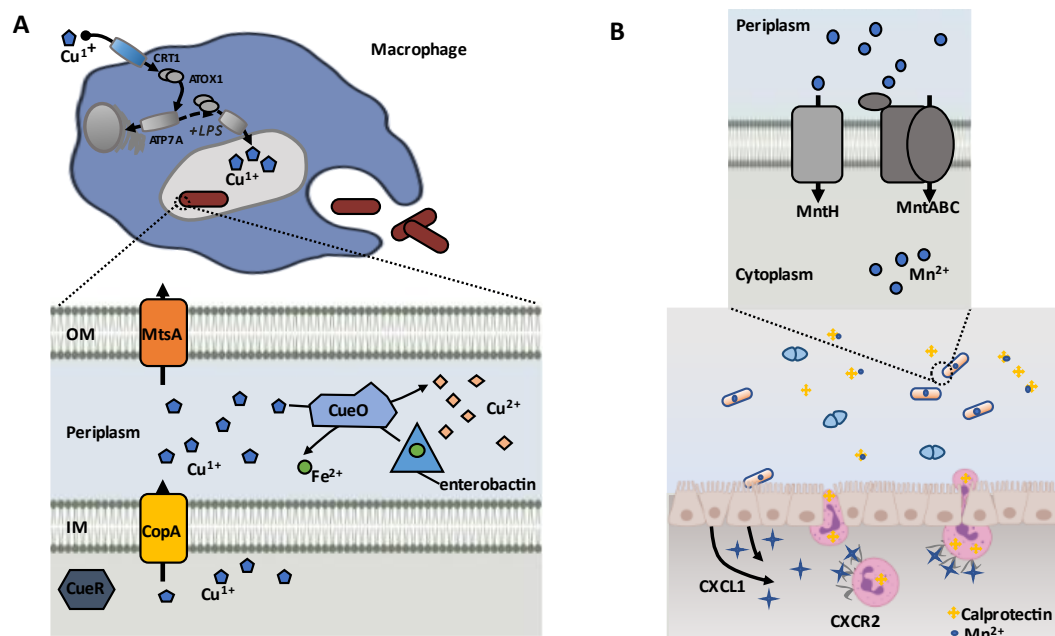 A
Macrophage
Cu1+
CRT1
ATOX1
ATP7A
+LPS
Cu1+
OM
MtsA
Periplasm
Cu1+
CueO
Cu2+
Fe2+
enterobactin
IM
CopA
CueR
Cu1+
B
Periplasm
MntH
MntABC
Cytoplasm
Mn2+
CXCL1
CXCR2
Calprotectin
Mn2+